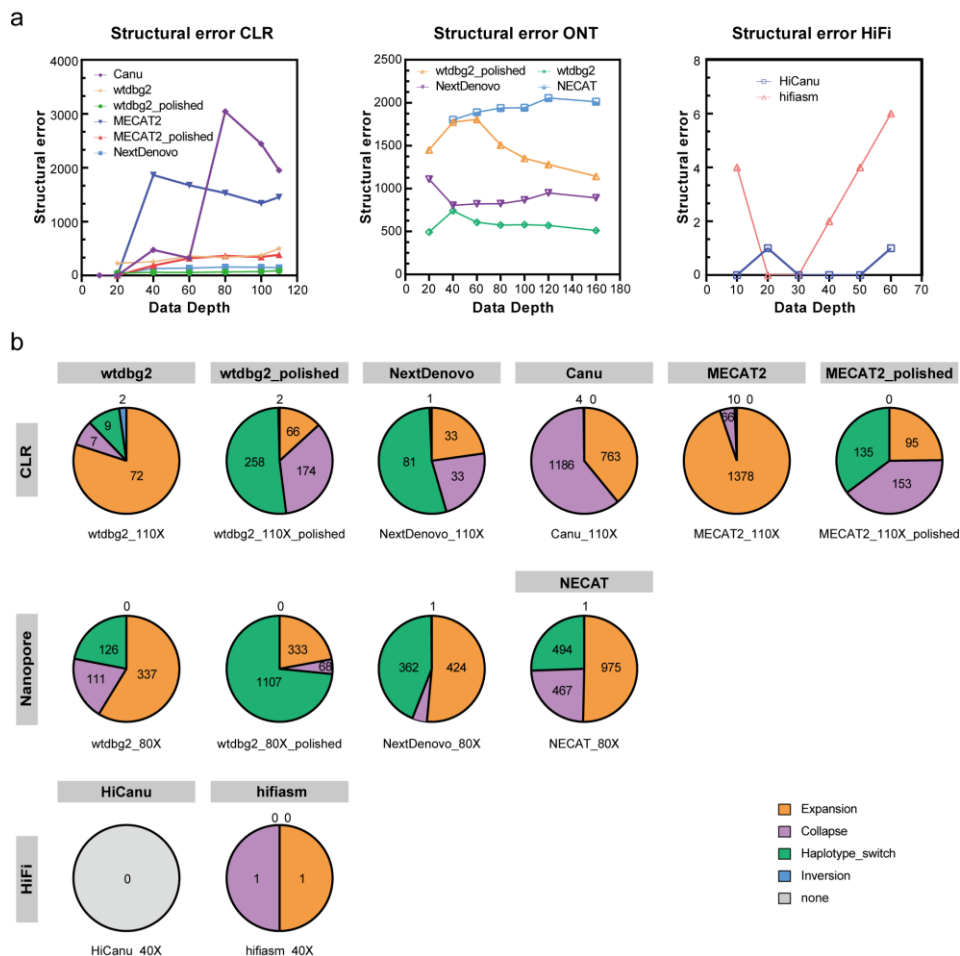 a
Structural error CLR
Structural error ONT
Structural error HiFi
Structural error
4000
3000
2000
1000
0
Canu
wtdbg2
wtdbg2_polished
MECAT2
MECAT2_polished
NextDenovo
0 20 40 60 80 100 120
Data Depth
Structural error
2500
2000
1500
1000
500
0
wtdbg2_polished
NextDenovo
wtdbg2
NECAT
0 20 40 60 80 100 120 140 160 180
Data Depth
Structural error
8
6
4
2
0
HiCanu
hifiasm
0 10 20 30 40 50 60 70
Data Depth
b
wtdbg2 wtdbg2_polished NextDenovo Canu MECAT2 MECAT2_polished
CLR
2 2 1 4 0 10 0 0
9 7 72
258 66 174
81 33 33
1186 763
66 1378
135 95 153
wtdbg2_110X wtdbg2_110X_polished NextDenovo_110X Canu_110X MECAT2_110X MECAT2_110X_polished
NECAT
Nanopore
0 0 1 1
126 111 337
333 68 1107
362 424
494 467 975
wtdbg2_80X wtdbg2_80X_polished NextDenovo_80X NECAT_80X
HiCanu hifiasm
HiFi
0 0
0 1 1
HiCanu_40X hifiasm_40X
Expansion
Collapse
Haplotype_switch
Inversion
none